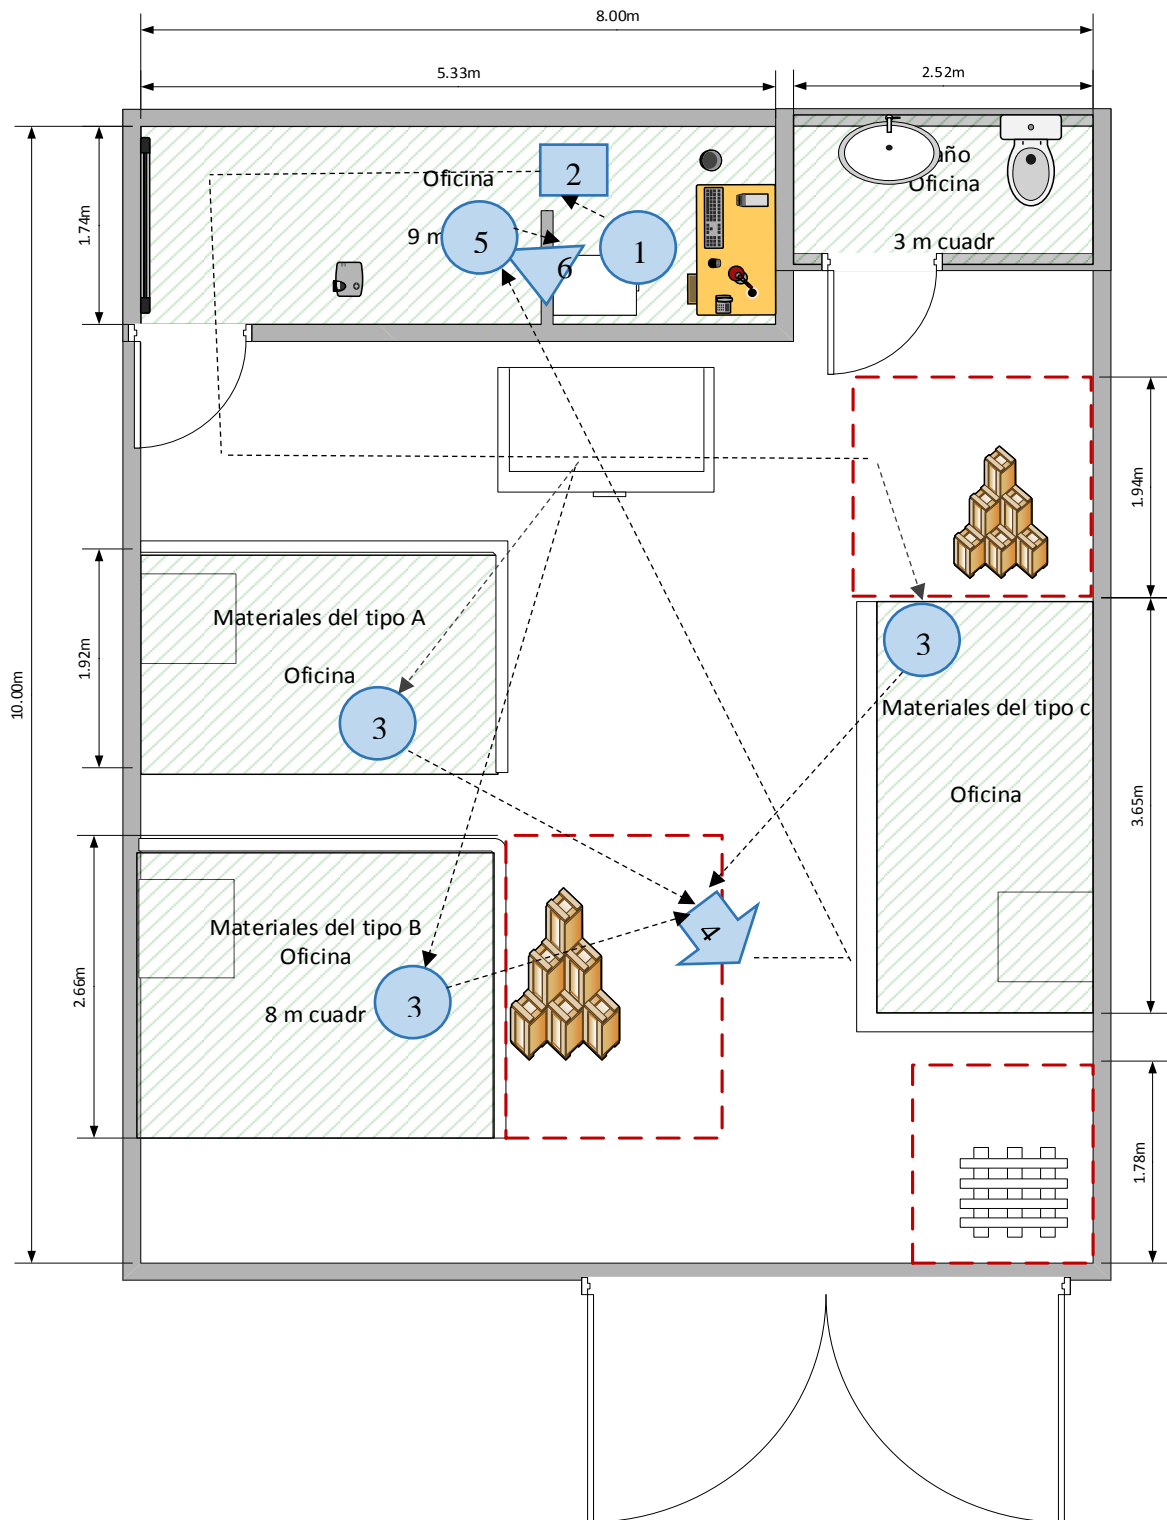 8.00m
5.33m
2.52m
1.74m
10.00m
Oficina
9 m
2
5
1
6
año
Oficina
3 m cuadr
1.94m
1.92m
Materiales del tipo A
Oficina
3
3
Materiales del tipo c
Oficina
3.65m
2.66m
Materiales del tipo B
Oficina
8 m cuadr
3
4
1.78m